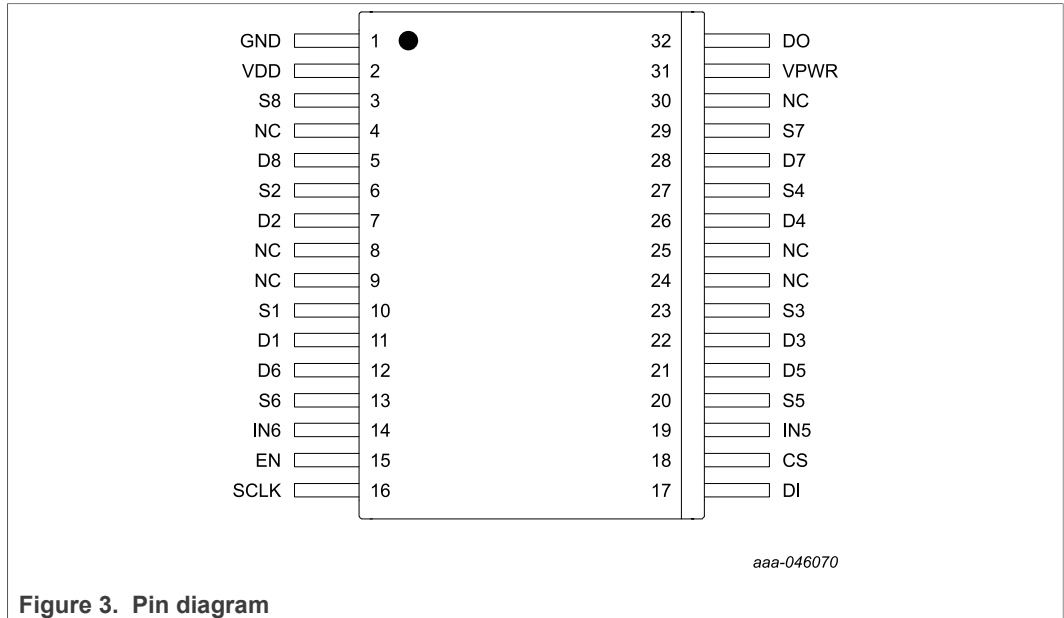 GND 1 32 DO
VDD 2 31 VPWR
S8 3 30 NC
NC 4 29 S7
D8 5 28 D7
S2 6 27 S4
D2 7 26 D4
NC 8 25 NC
NC 9 24 NC
S1 10 23 S3
D1 11 22 D3
D6 12 21 D5
S6 13 20 S5
IN6 14 19 IN5
EN 15 18 CS
SCLK 16 17 DI
aaa-046070
Figure 3. Pin diagram